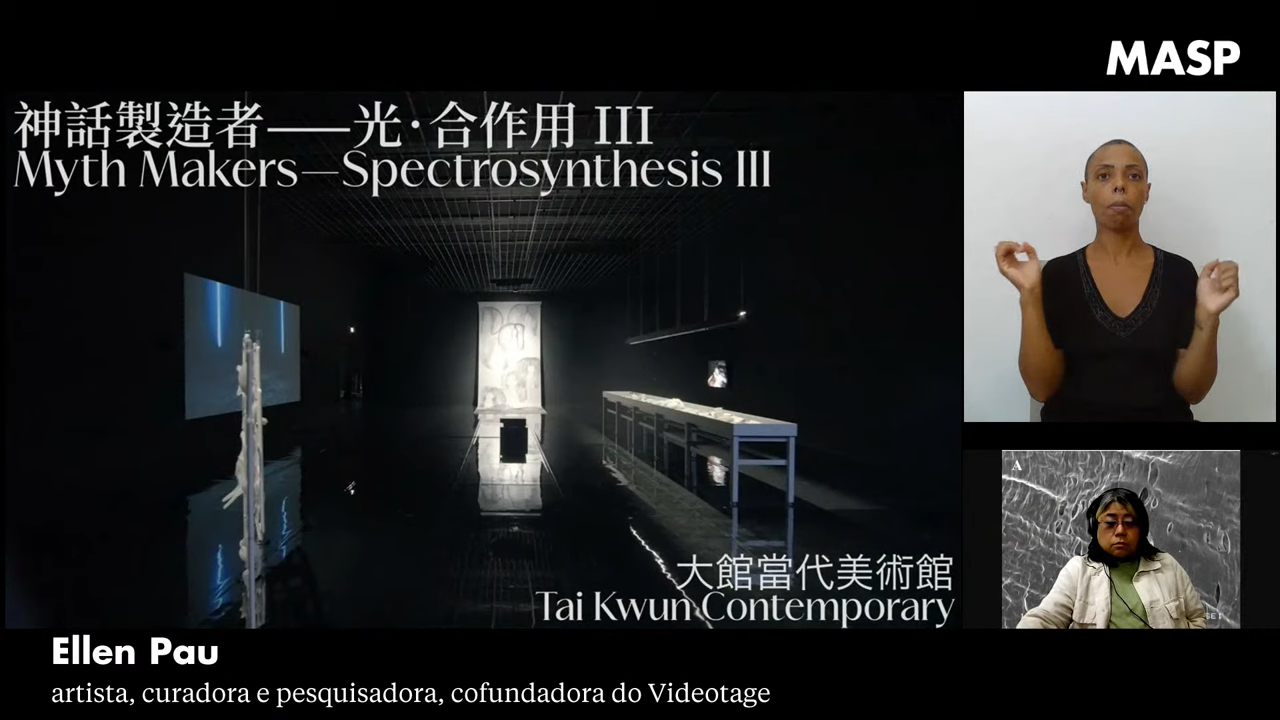 MASP
神話製造者——光·合作用 III
Myth Makers—Spectrosynthesis III
A
大館當代美術館
Tai Kwun Contemporary
Ellen Pau
artista, curadora e pesquisadora, cofundadora do Videotage